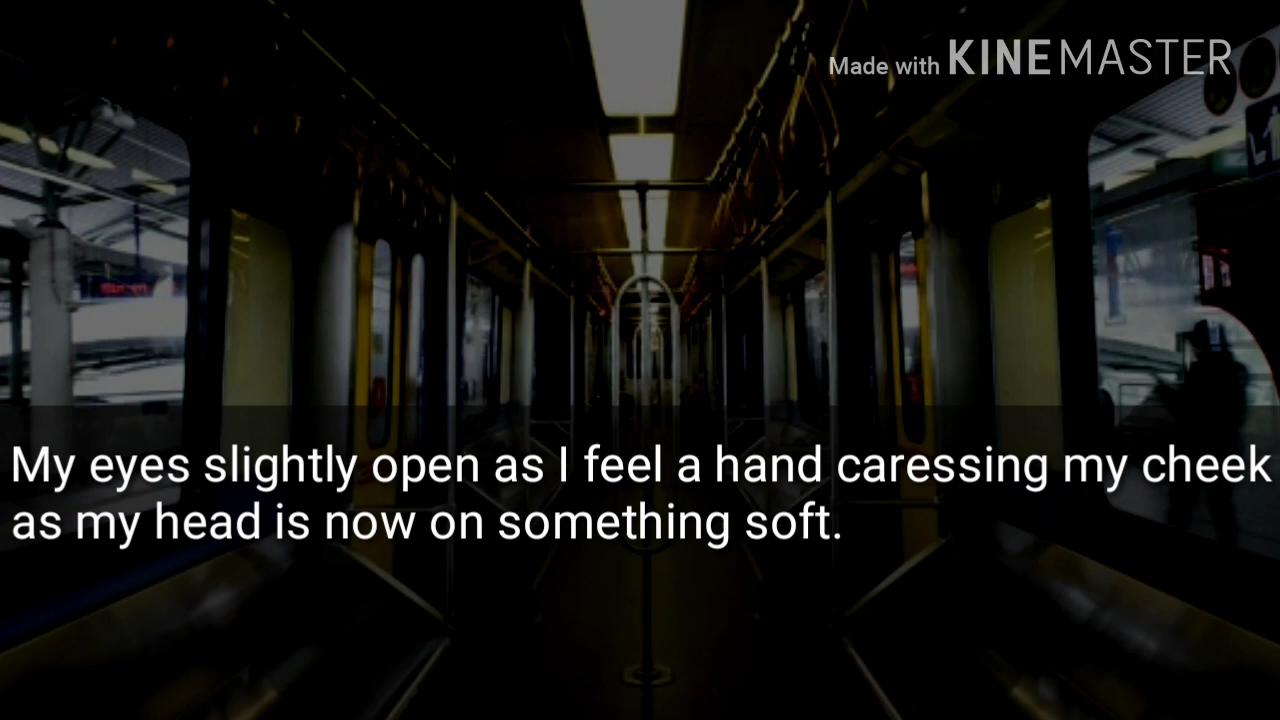 Made with KINEMASTER
My eyes slightly open as I feel a hand caressing my cheek
as my head is now on something soft.